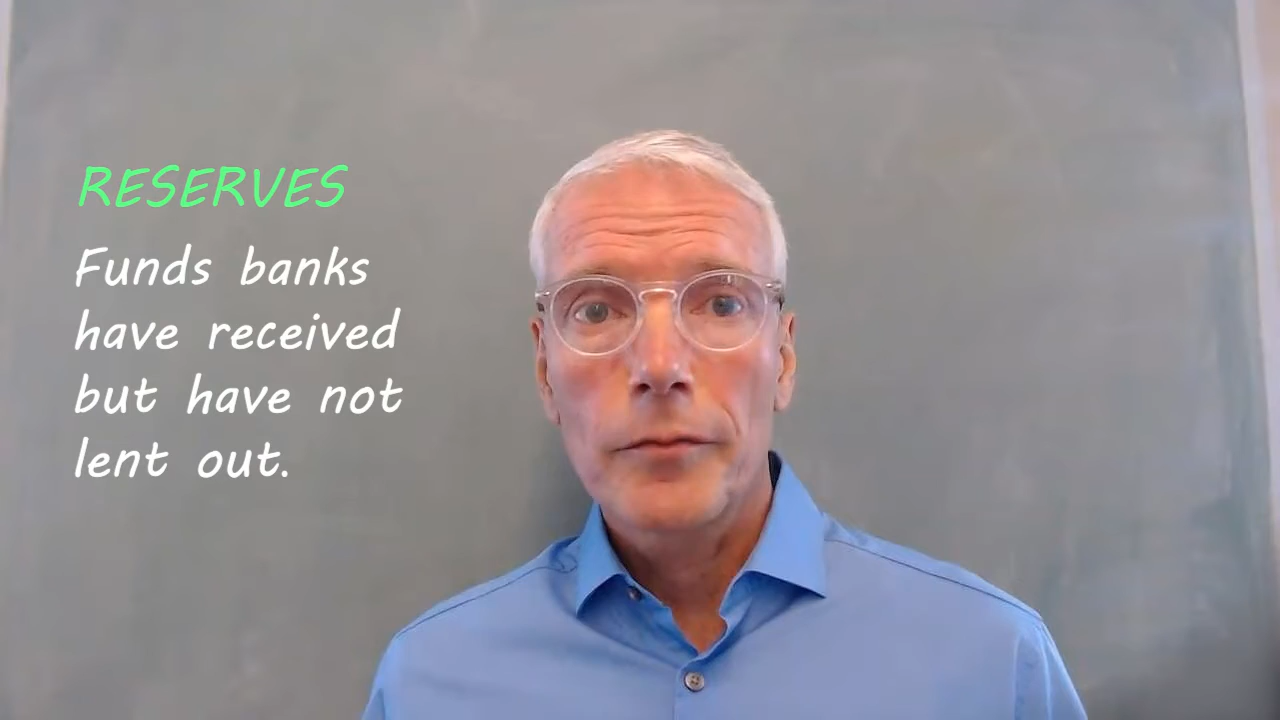 RESERVES
Funds banks
have received
but have not
lent out.